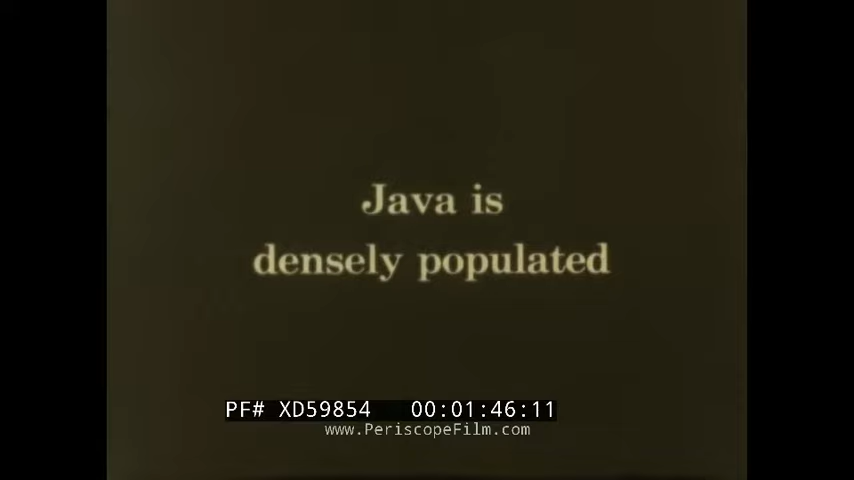 Java is
densely populated
PF# XD59854 00:01:46:11
www.PeriscopeFilm.com